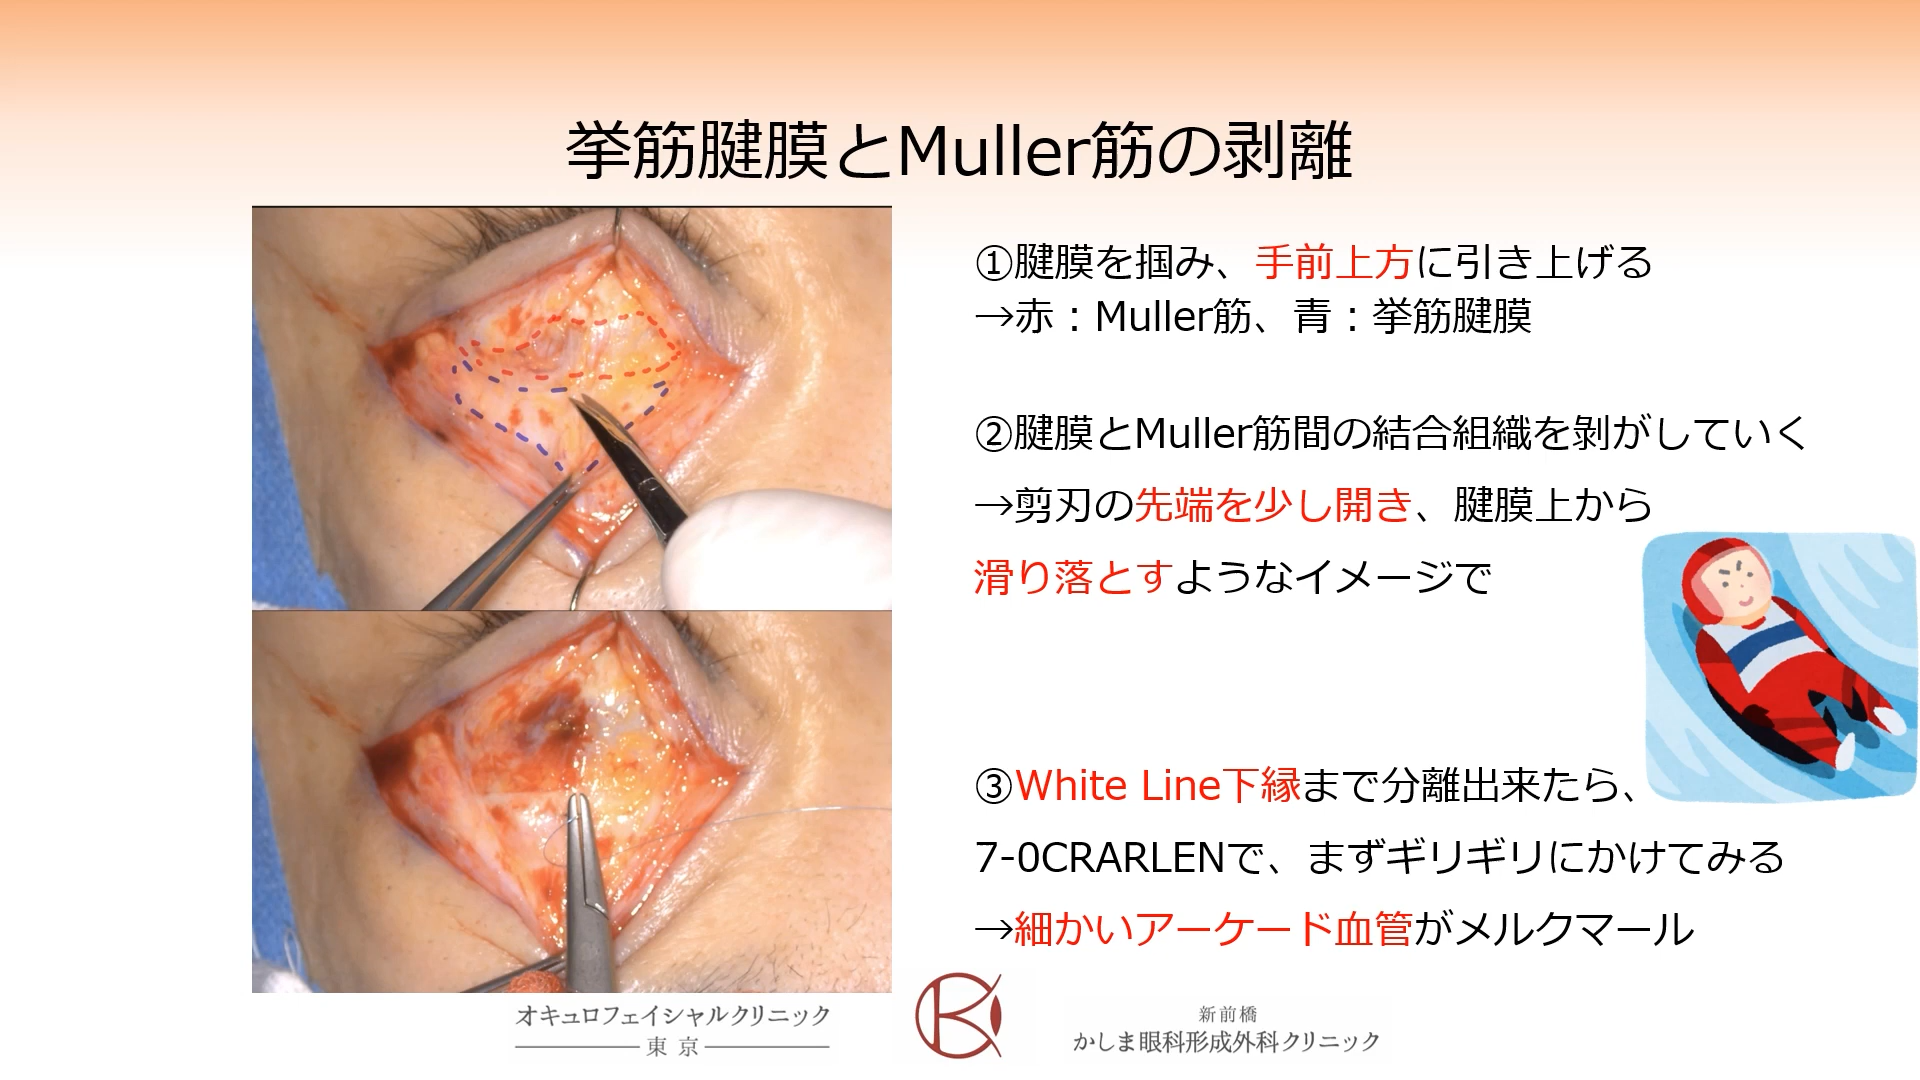 挙筋腱膜とMuller筋の剥離
①腱膜を掴み、手前上方に引き上げる
→赤：Muller筋、青：挙筋腱膜
②腱膜とMuller筋間の結合組織を剝がしていく
→剪刃の先端を少し開き、腱膜上から
滑り落とすようなイメージで
③White Line下縁まで分離出来たら、
7-0CRARLENで、まずギリギリにかけてみる
→細かいアーケード血管がメルクマール
オキュロフェイシャルクリニック
東京
新前橋
かしま眼科形成外科クリニック